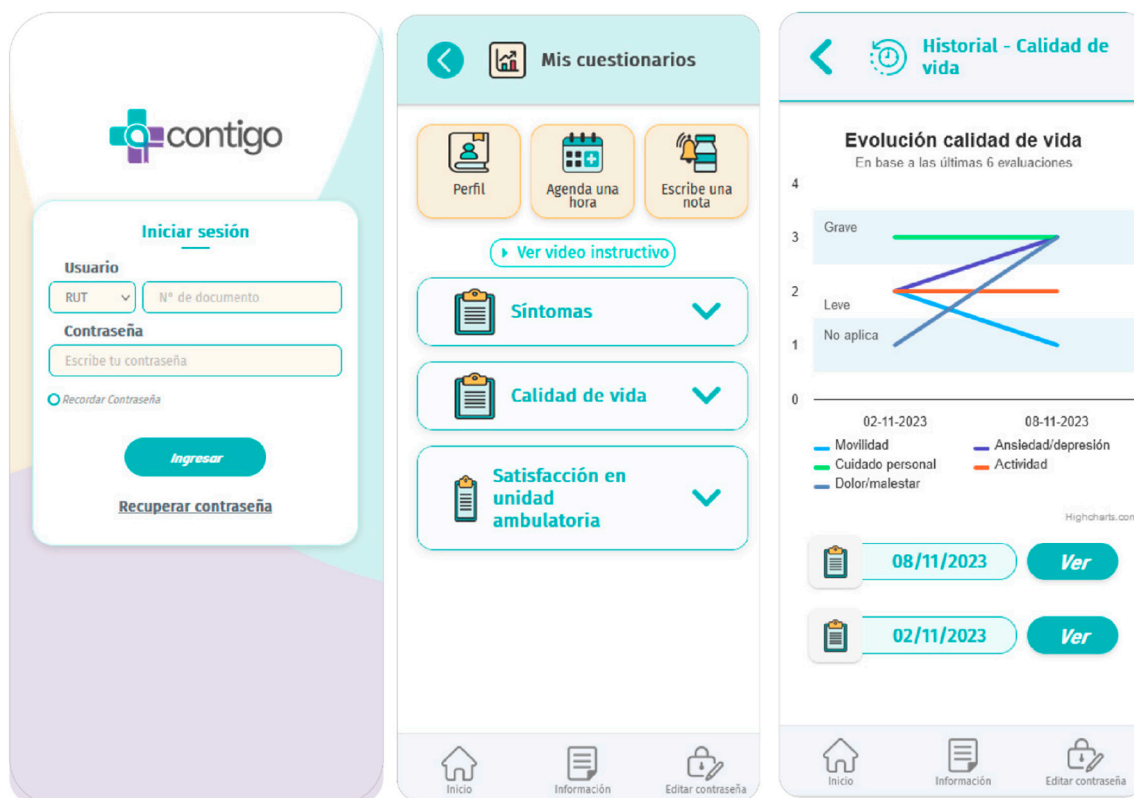 contigo
Iniciar sesión
Usuario
RUT
N° de documento
Contraseña
Escribe tu contraseña
Recordar Contraseña
Ingresar
Recuperar contraseña
Mis cuestionarios
Perfil
Agenda una
hora
Escribe una
nota
Ver video instructivo
Síntomas
Calidad de vida
Satisfacción en
unidad
ambulatoria
Inicio
Información
Editar contraseña
Historial - Calidad de
vida
Evolución calidad de vida
En base a las últimas 6 evaluaciones
4
3
Grave
2
Leve
No aplica
1
0
02-11-2023
08-11-2023
Movilidad
Ansiedad/depresión
Cuidado personal
Actividad
Dolor/malestar
Highcharts.com
08/11/2023
Ver
02/11/2023
Ver
Inicio
Información
Editar contraseña